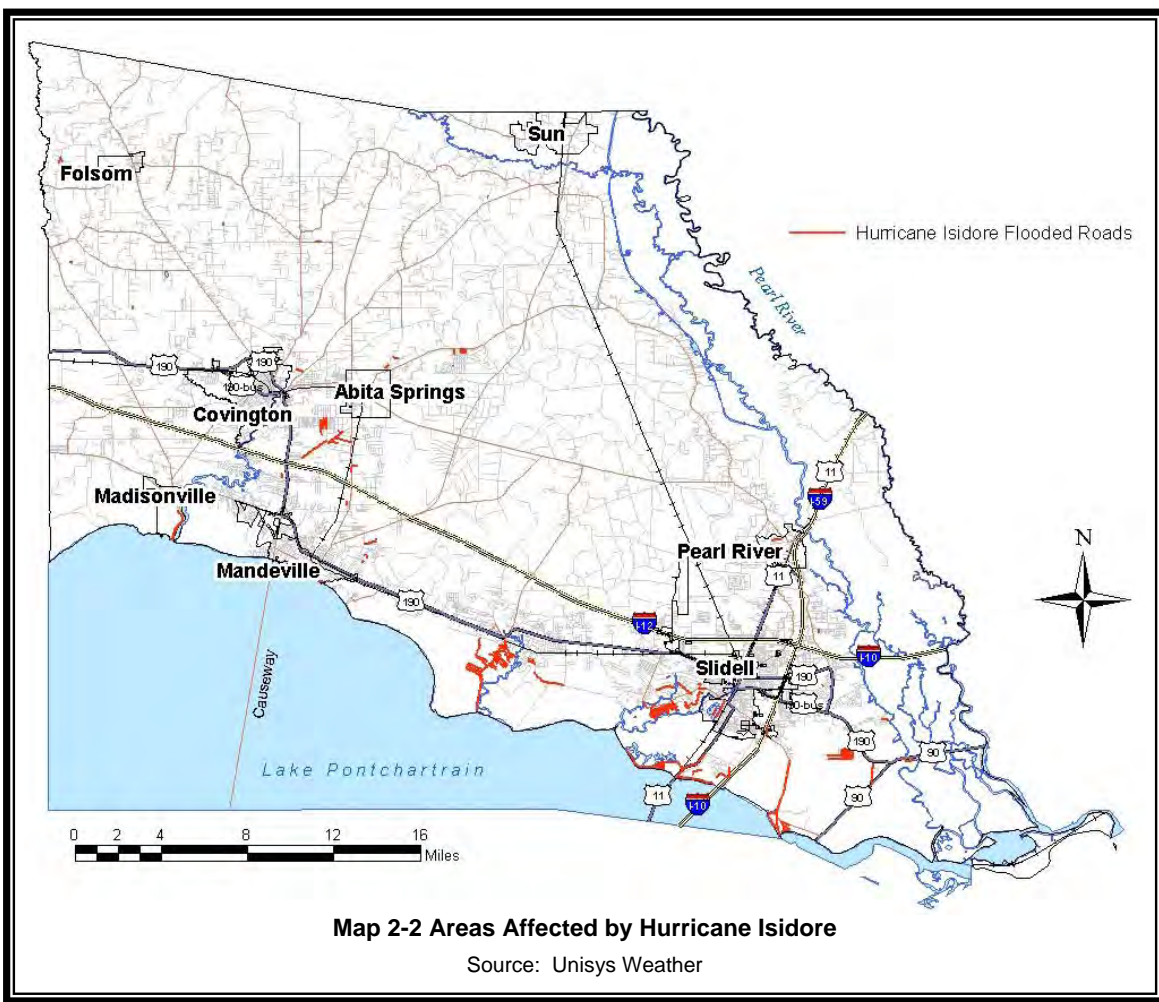 Sun
Folsom
Hurricane Isidore Flooded Roads
Pearl River
190
190
190-bus
Abita Springs
Covington
11
I-59
Madisonville
N
Pearl River
11
Mandeville
190
I-12
I-10
Slidell
190
190-bus
Causeway
190
90
Lake Pontchartrain
11
I-10
90
0 2 4 8 12 16
Miles
Map 2-2 Areas Affected by Hurricane Isidore
Source: Unisys Weather